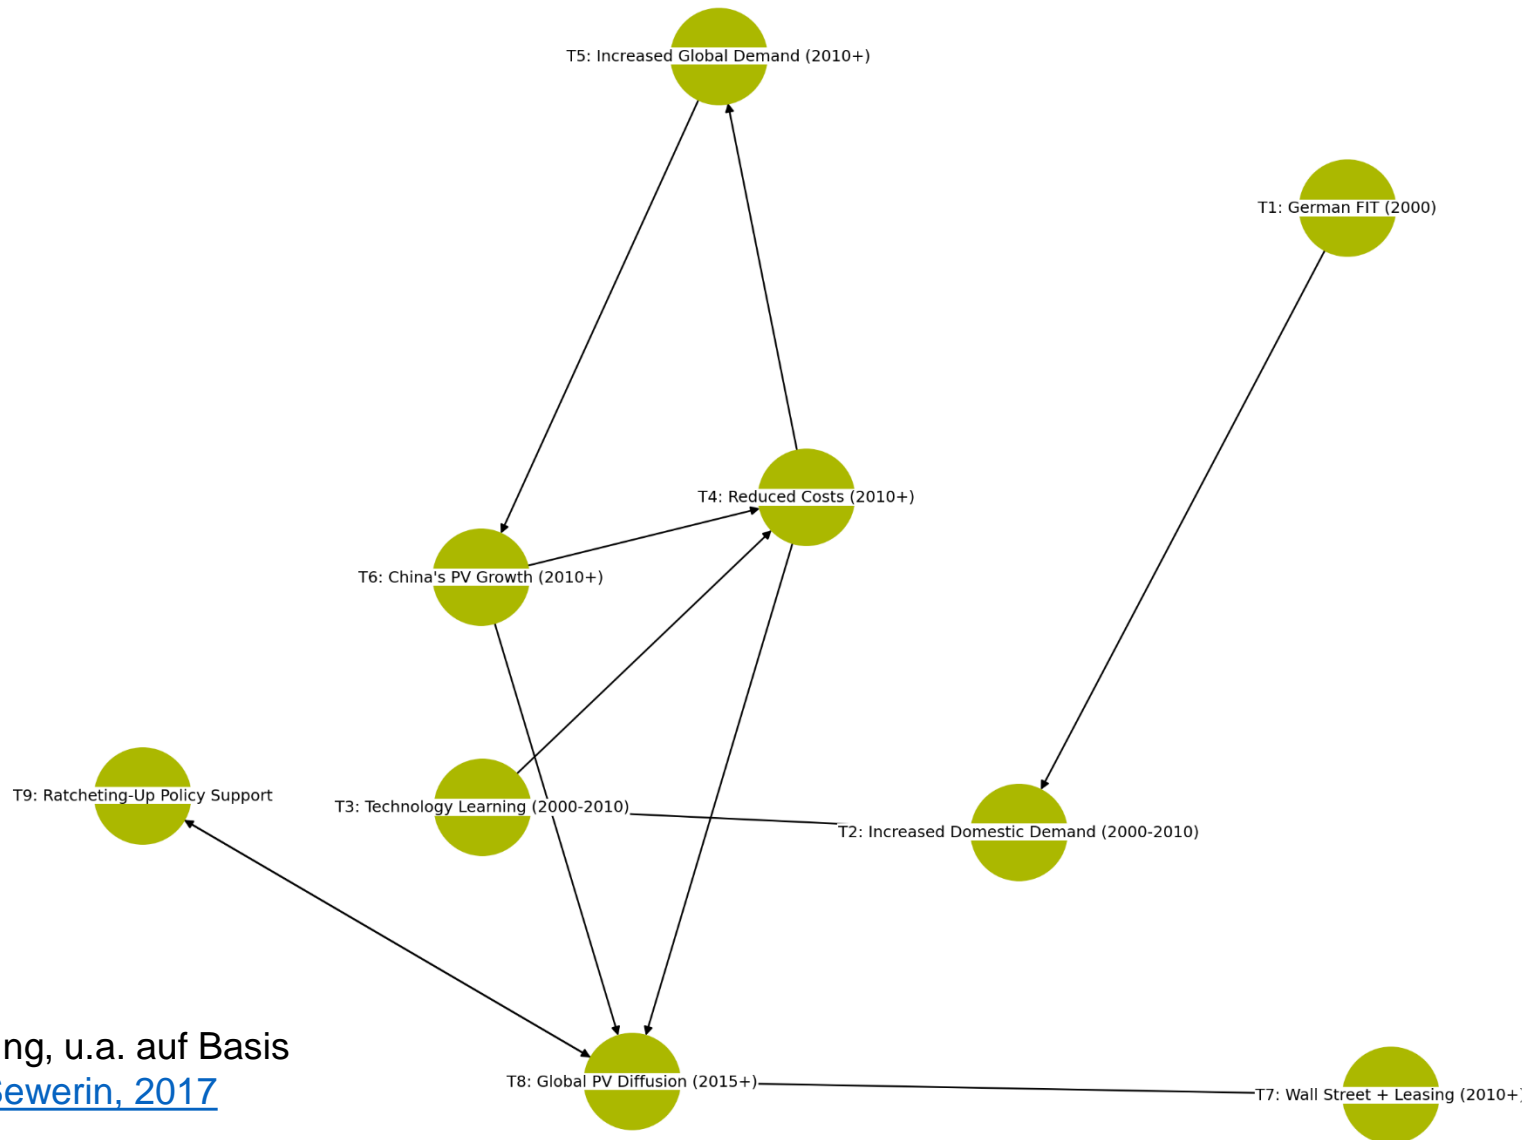 T5: Increased Global Demand (2010+)
T1: German FIT (2000)
T4: Reduced Costs (2010+)
T6: China's PV Growth (2010+)
T9: Ratcheting-Up Policy Support
T3: Technology Learning (2000-2010)
T2: Increased Domestic Demand (2000-2010)
ng, u.a. auf Basis
Sewerin, 2017
T8: Global PV Diffusion (2015+)
T7: Wall Street + Leasing (2010+)